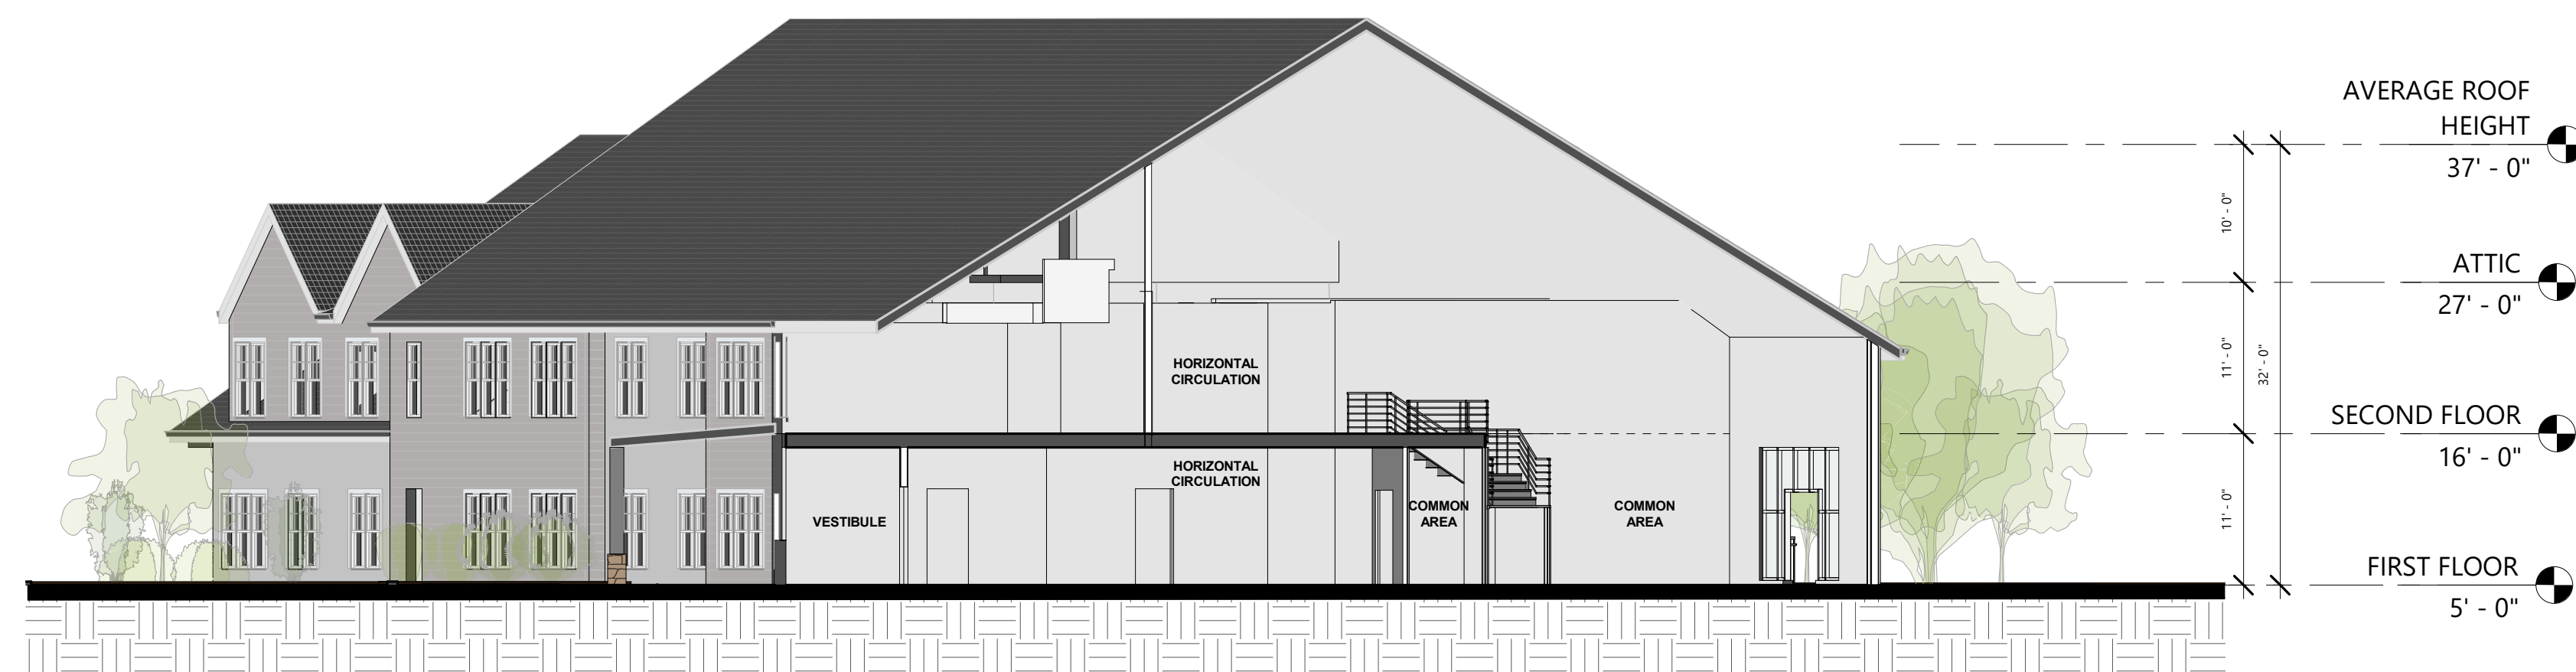 AVERAGE ROOF
HEIGHT
37' - 0"
10' - 0"
ATTIC
27' - 0"
HORIZONTAL
CIRCULATION
11' - 0"
32' - 0"
SECOND FLOOR
16' - 0"
HORIZONTAL
CIRCULATION
VESTIBULE
COMMON
AREA
COMMON
AREA
11' - 0"
FIRST FLOOR
5' - 0"